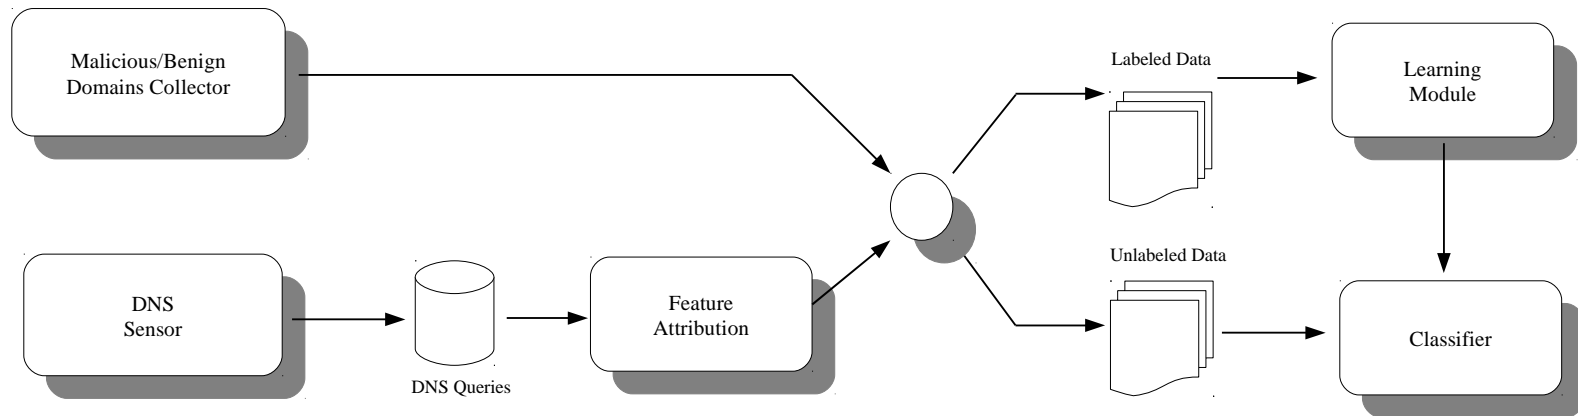 Malicious/Benign
Domains Collector
Labeled Data
Learning
Module
DNS
Sensor
DNS Queries
Feature
Attribution
Unlabeled Data
Classifier